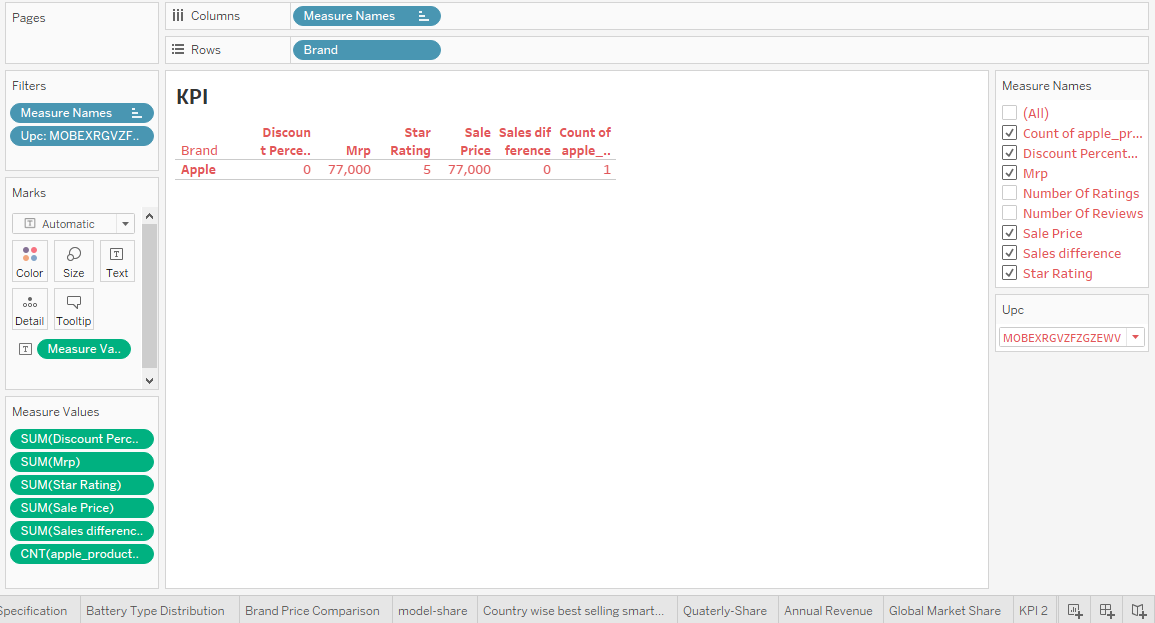 Pages
Columns
Measure Names
Rows
Brand
Filters
Measure Names
Upc: MOBEXRGVZF..
Marks
Automatic
Color
Size
Text
Detail
Tooltip
Measure Va..
Measure Values
SUM(Discount Perc..
SUM(Mrp)
SUM(Star Rating)
SUM(Sale Price)
SUM(Sales differenc..
CNT(apple_product..
KPI
Discoun Star Sale Sales dif Count of
Brand t Perce.. Mrp Rating Price ference apple_..
Apple 0 77,000 5 77,000 0 1
Measure Names
(All)
Count of apple_pr...
Discount Percent...
Mrp
Number Of Ratings
Number Of Reviews
Sale Price
Sales difference
Star Rating
Upc
MOBEXRGVZFZGZEWV
Specification Battery Type Distribution Brand Price Comparison model-share Country wise best selling smart... Quaterly-Share Annual Revenue Global Market Share KPI 2